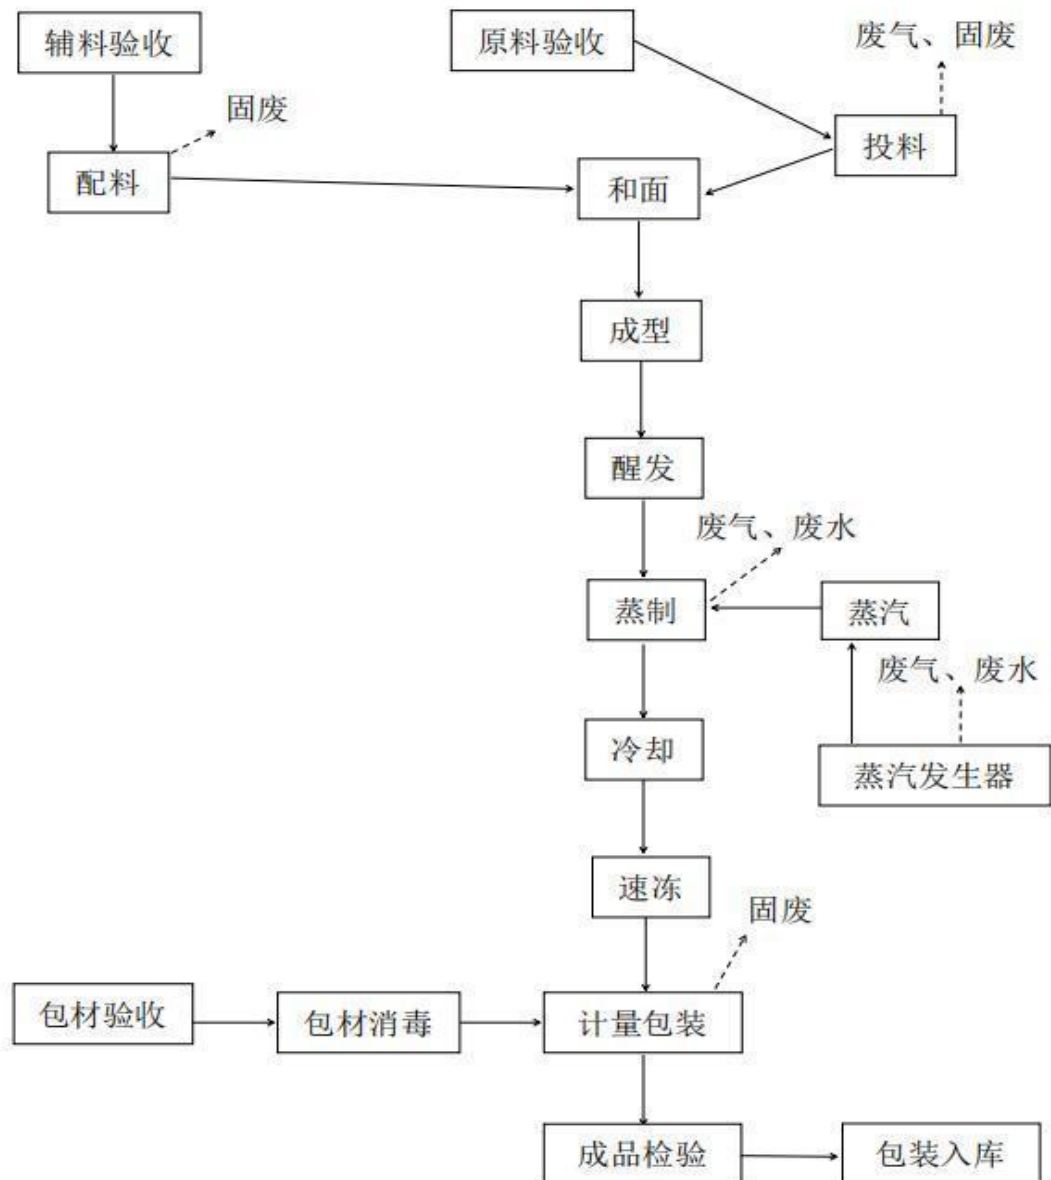 辅料验收
原料验收
废气、固废
固废
投料
配料
和面
成型
醒发
废气、废水
蒸制
蒸汽
废气、废水
冷却
蒸汽发生器
速冻
固废
包材验收
包材消毒
计量包装
成品检验
包装入库